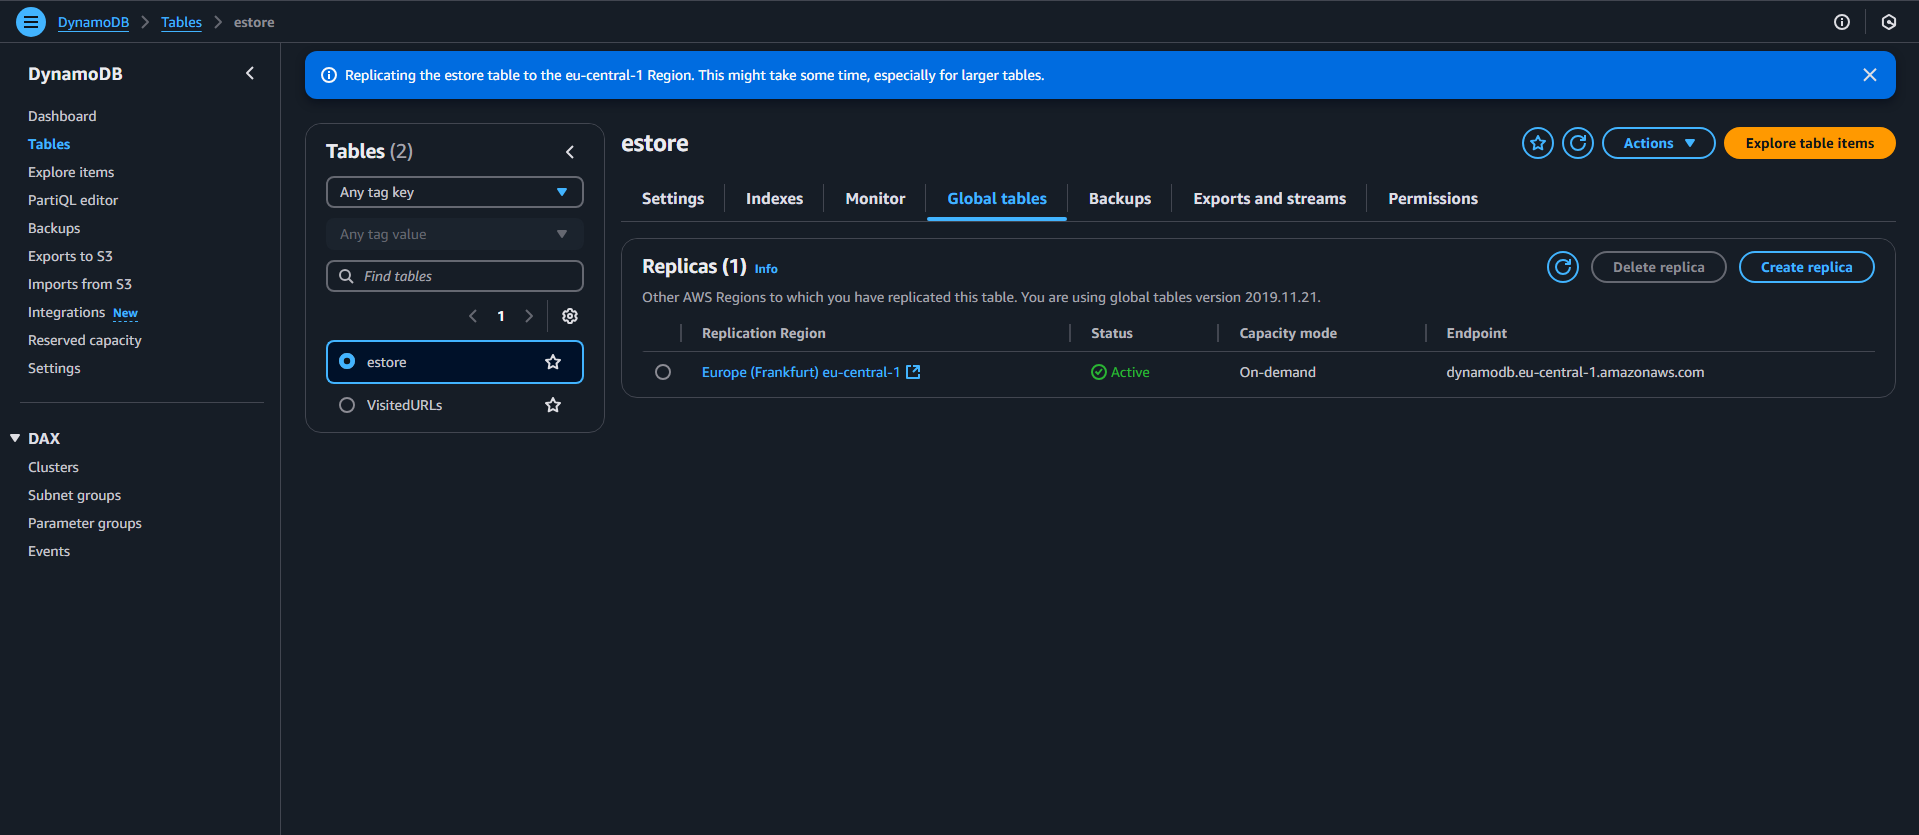 DynamoDB > Tables > estore
DynamoDB
Dashboard
Tables
Explore items
PartiQL editor
Backups
Exports to S3
Imports from S3
Integrations New
Reserved capacity
Settings
DAX
Clusters
Subnet groups
Parameter groups
Events
Replicating the estore table to the eu-central-1 Region. This might take some time, especially for larger tables.
Tables (2)
Any tag key
Any tag value
Find tables
1
estore
VisitedURLs
estore
Actions
Explore table items
Settings Indexes Monitor Global tables Backups Exports and streams Permissions
Replicas (1) Info
Delete replica
Create replica
Other AWS Regions to which you have replicated this table. You are using global tables version 2019.11.21.
Replication Region Status Capacity mode Endpoint
Europe (Frankfurt) eu-central-1 Active On-demand dynamodb.eu-central-1.amazonaws.com